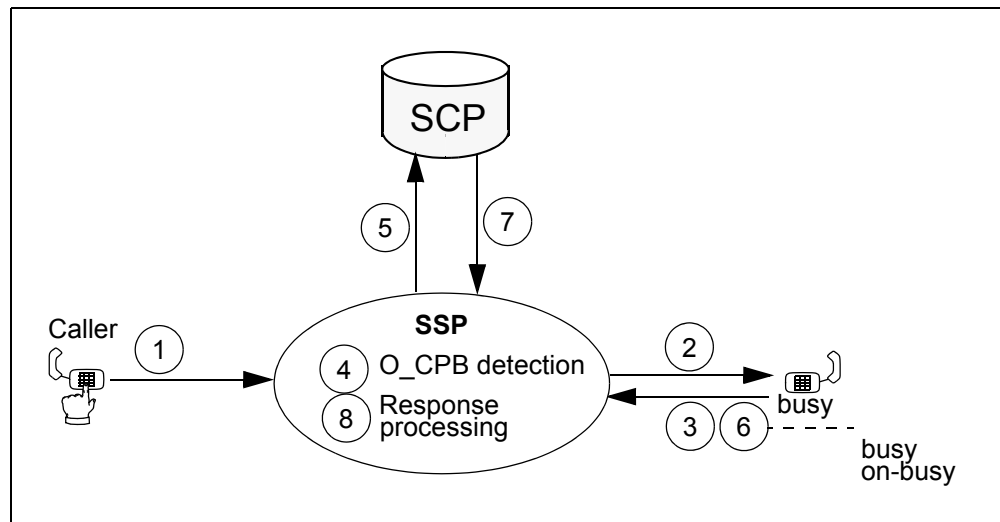 SCP
5
7
Caller
1
SSP
4 O_CPB detection
8 Response
processing
2
busy
3 6
busy
on-busy